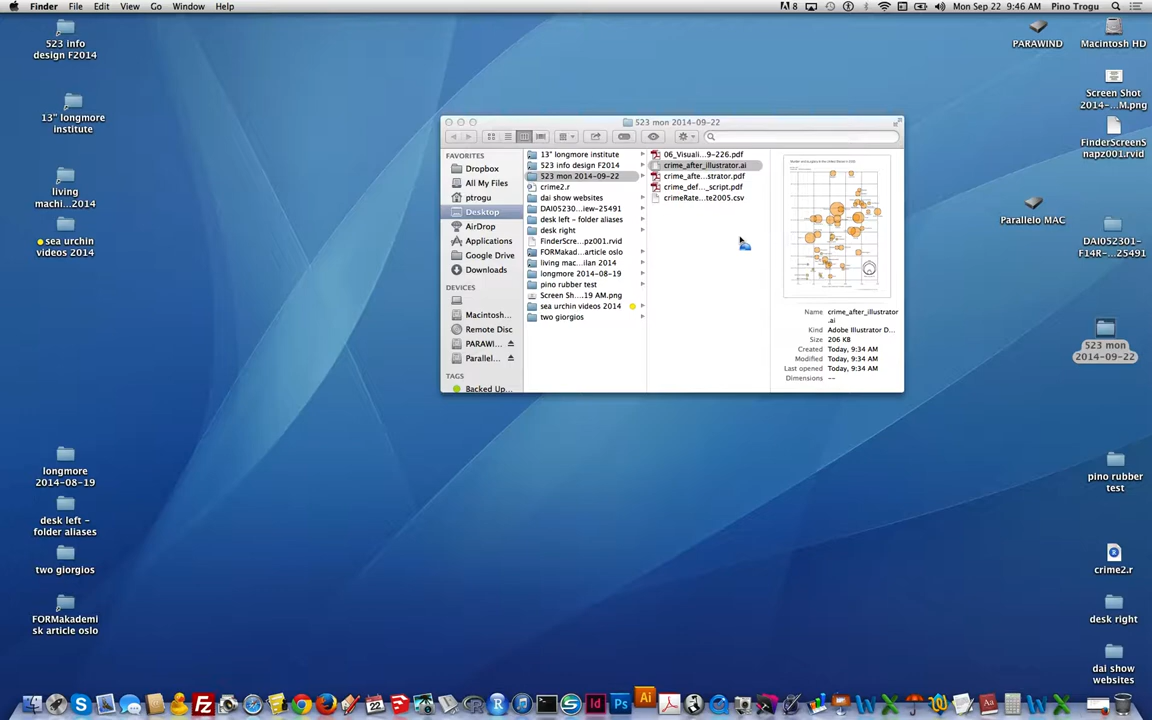 Finder File Edit View Go Window Help
8 Mon Sep 22 9:46 AM Pino Trogu
523 info
design F2014
13" longmore
institute
living
machi...2014
sea urchin
videos 2014
longmore
2014-08-19
desk left -
folder aliases
two giorgios
FORMakademi
sk article oslo
523 mon 2014-09-22
FAVORITES
Dropbox
All My Files
ptrogu
Desktop
AirDrop
Applications
Google Drive
Downloads
DEVICES
Macintosh...
Remote Disc
PARAWI...
Parallel...
TAGS
Backed Up...
13" longmore institute
523 info design F2014
523 mon 2014-09-22
crime2.r
dai show websites
DAI05230...iew-25491
desk left - folder aliases
desk right
FinderScre...pz001.rvid
FORMakad...article oslo
living mac...ilan 2014
longmore 2014-08-19
pino rubber test
Screen Sh....19 AM.png
sea urchin videos 2014
two giorgios
06_Visuali...9-226.pdf
crime_after_illustrator.ai
crime_afte...strator.pdf
crime_def..._script.pdf
crimeRate...te2005.csv
Name crime_after_illustrator
.ai
Kind Adobe Illustrator D...
Size 206 KB
Created Today, 9:34 AM
Modified Today, 9:34 AM
Last opened Today, 9:34 AM
Dimensions --
PARAWIND
Macintosh HD
Screen Shot
2014-...M.png
FinderScreenS
napz001.rvid
Parallelo MAC
DAI052301-
F14R-...25491
523 mon
2014-09-22
pino rubber
test
crime2.r
desk right
dai show
websites
22
Id
Ps
Ai